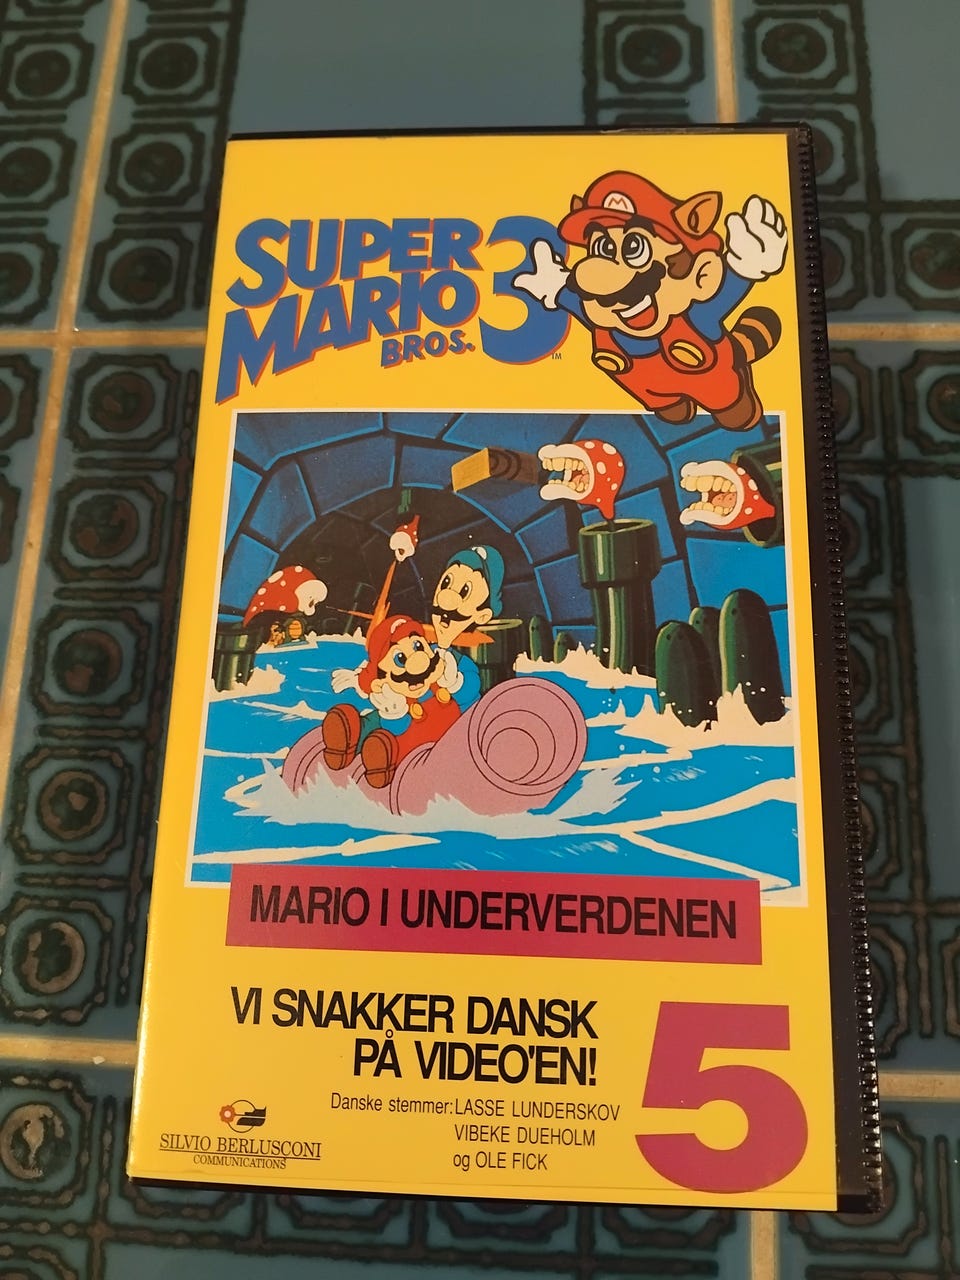 SUPER
MARIO 3
BROS.
TM
M
MARIO I UNDERVERDENEN
VI SNAKKER DANSK
PÅ VIDEO'EN!
Danske stemmer: LASSE LUNDERSKOV
VIBEKE DUEHOLM
og OLE FICK
5
SILVIO BERLUSCONI
COMMUNICATIONS